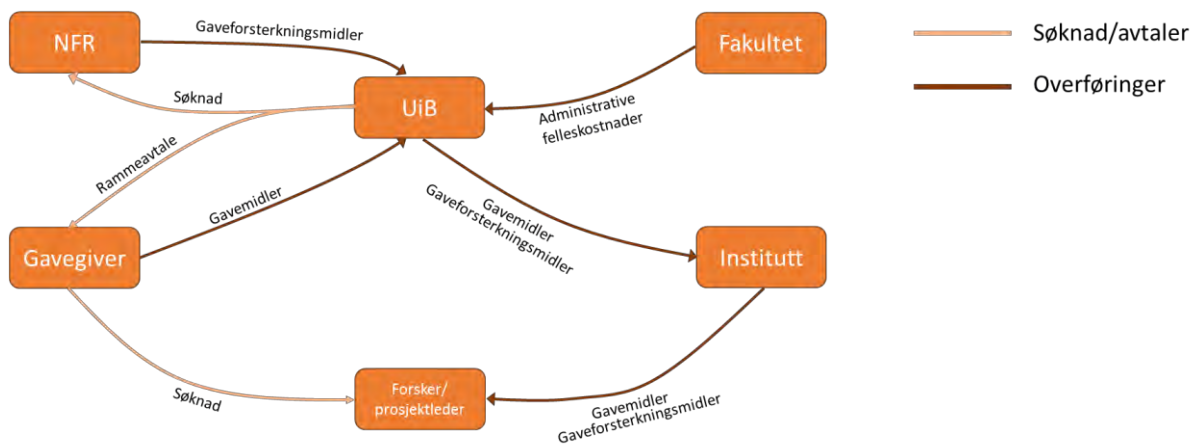 NFR
Gaveforsterkningsmidler
Fakultet
Søknad/avtaler
Overføringer
Søknad
UiB
Administrative
felleskostnader
Rammeavtale
Gavemidler
Gavemidler
Gaveforsterkningsmidler
Gavegiver
Institutt
Søknad
Forsker/
prosjektleder
Gavemidler
Gaveforsterkningsmidler